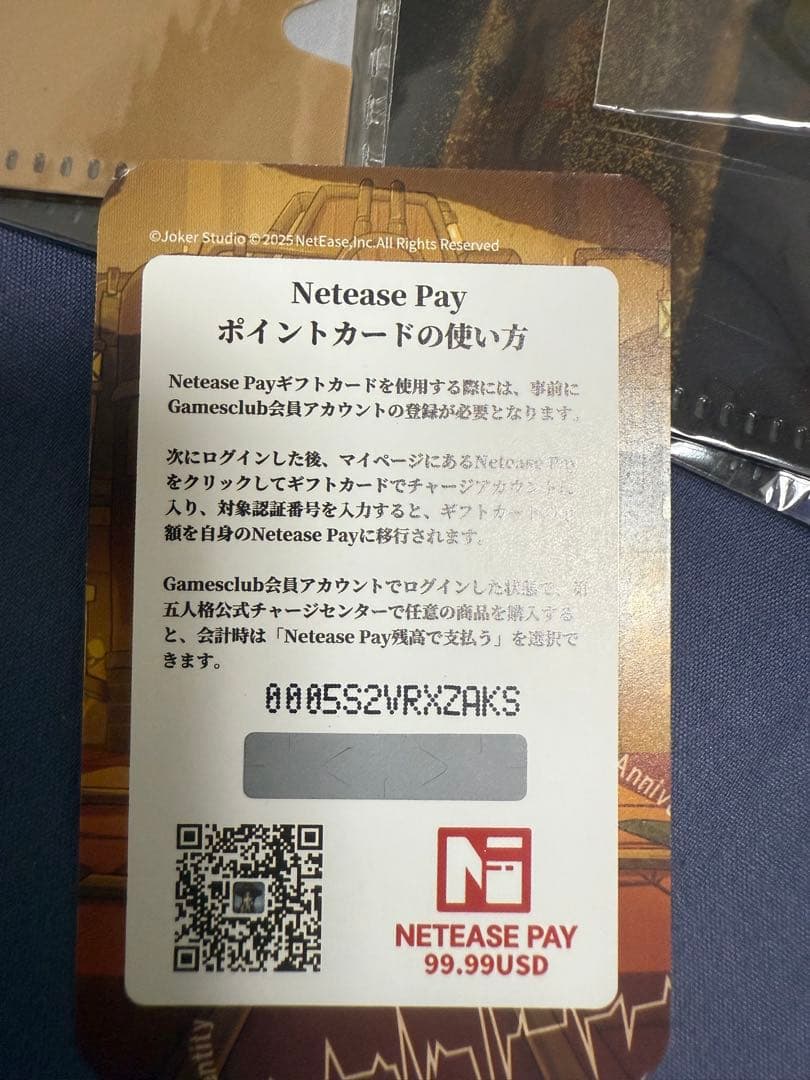 ©Joker Studio ©2025 NetEase,Inc.All Rights Reserved
Netease Pay
ポイントカードの使い方
Netease Payギフトカードを使用する際には、事前に
Gamesclub会員アカウントの登録が必要となります。
次にログインした後、マイページにあるNetease Pay
をクリックしてギフトカードでチャージアカウントに
入り、対象認証番号を入力すると、ギフトカードの
額を自身のNetease Payに移行されます。
Gamesclub会員アカウントでログインした状態で、第
五人格公式チャージセンターで任意の商品を購入する
と、会計時は「Netease Pay残高で支払う」を選択で
きます。
0005S2VRXZAKS
NETEASE PAY
99.99USD